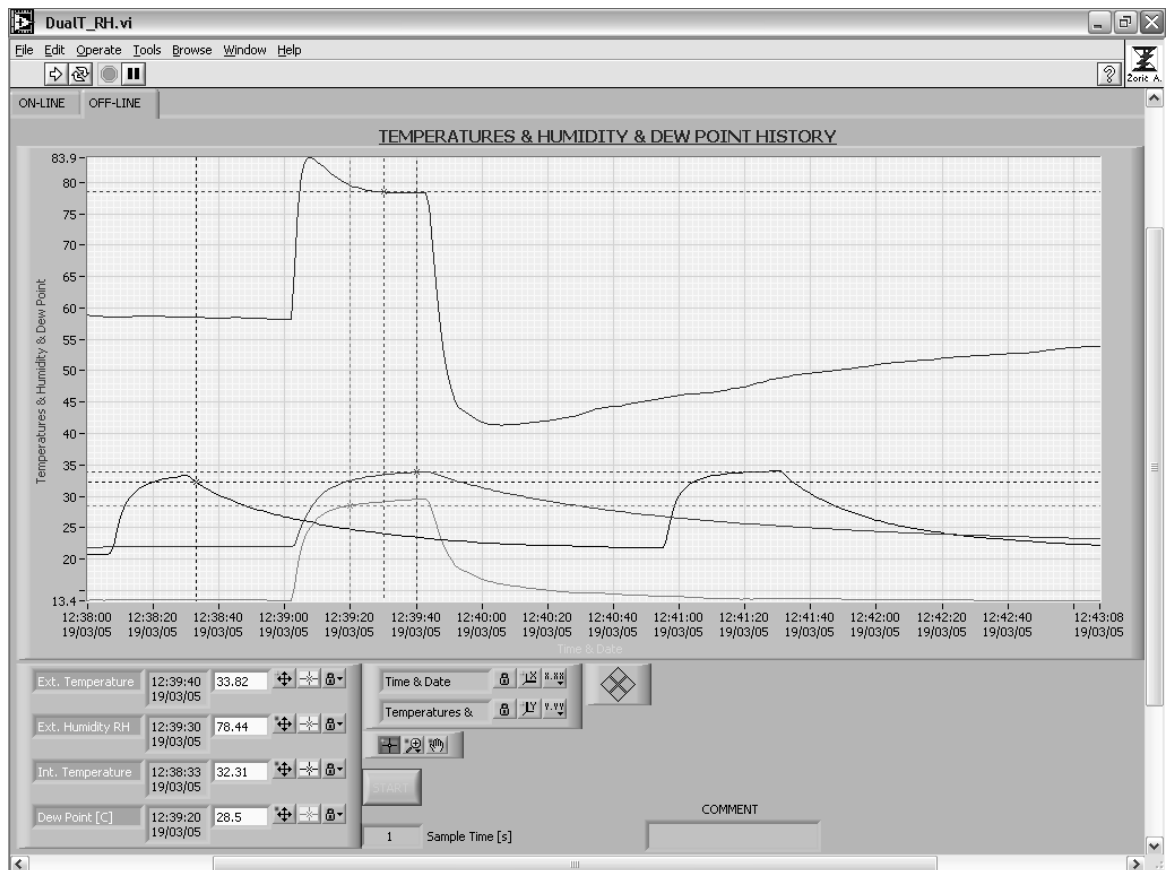 DualT_RH.vi
File Edit Operate Tools Browse Window Help
Zoric A.
ON-LINE OFF-LINE
TEMPERATURES & HUMIDITY & DEW POINT HISTORY
Temperatures & Humidity & Dew Point
83.9
80
75
70
65
60
55
50
45
40
35
30
25
20
13.4
12:38:00 12:38:20 12:38:40 12:39:00 12:39:20 12:39:40 12:40:00 12:40:20 12:40:40 12:41:00 12:41:20 12:41:40 12:42:00 12:42:20 12:42:40 12:43:08
19/03/05 19/03/05 19/03/05 19/03/05 19/03/05 19/03/05 19/03/05 19/03/05 19/03/05 19/03/05 19/03/05 19/03/05 19/03/05 19/03/05 19/03/05 19/03/05
Time & Date
Ext. Temperature 12:39:40 33.82
19/03/05
Ext. Humidity RH 12:39:30 78.44
19/03/05
Int. Temperature 12:38:33 32.31
19/03/05
Dew Point [C] 12:39:20 28.5
19/03/05
Time & Date X X.XX
Temperatures & Y Y.YY
START
1 Sample Time [s]
COMMENT